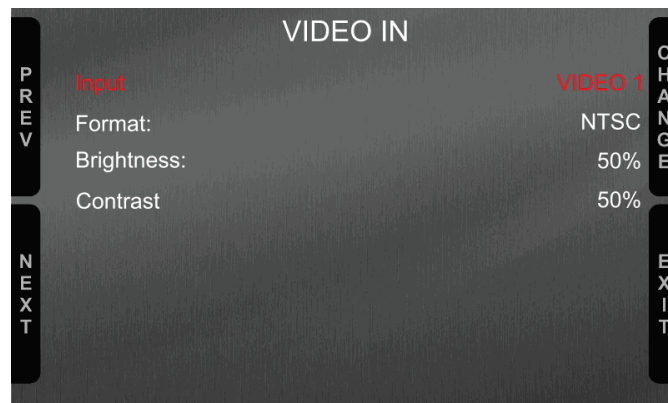 VIDEO IN
PREV
Input VIDEO 1
Format: NTSC
Brightness: 50%
Contrast 50%
NEXT
CHANGE
EXIT